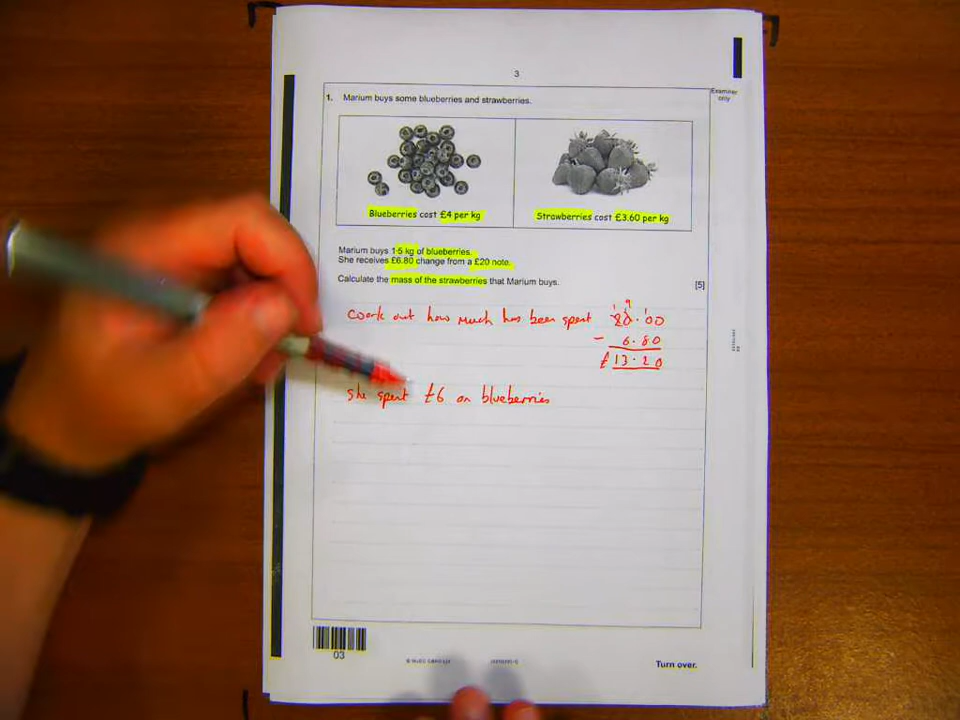 3
Examiner
only
1. Marium buys some blueberries and strawberries.
Blueberries cost £4 per kg
Strawberries cost £3.60 per kg
Marium buys 1·5 kg of blueberries.
She receives £6.80 change from a £20 note.
Calculate the mass of the strawberries that Marium buys. [5]
work out how much has been spent
1 9 1
20.00
- 6.80
£13.20
she spent £6 on blueberries
03
Turn over.